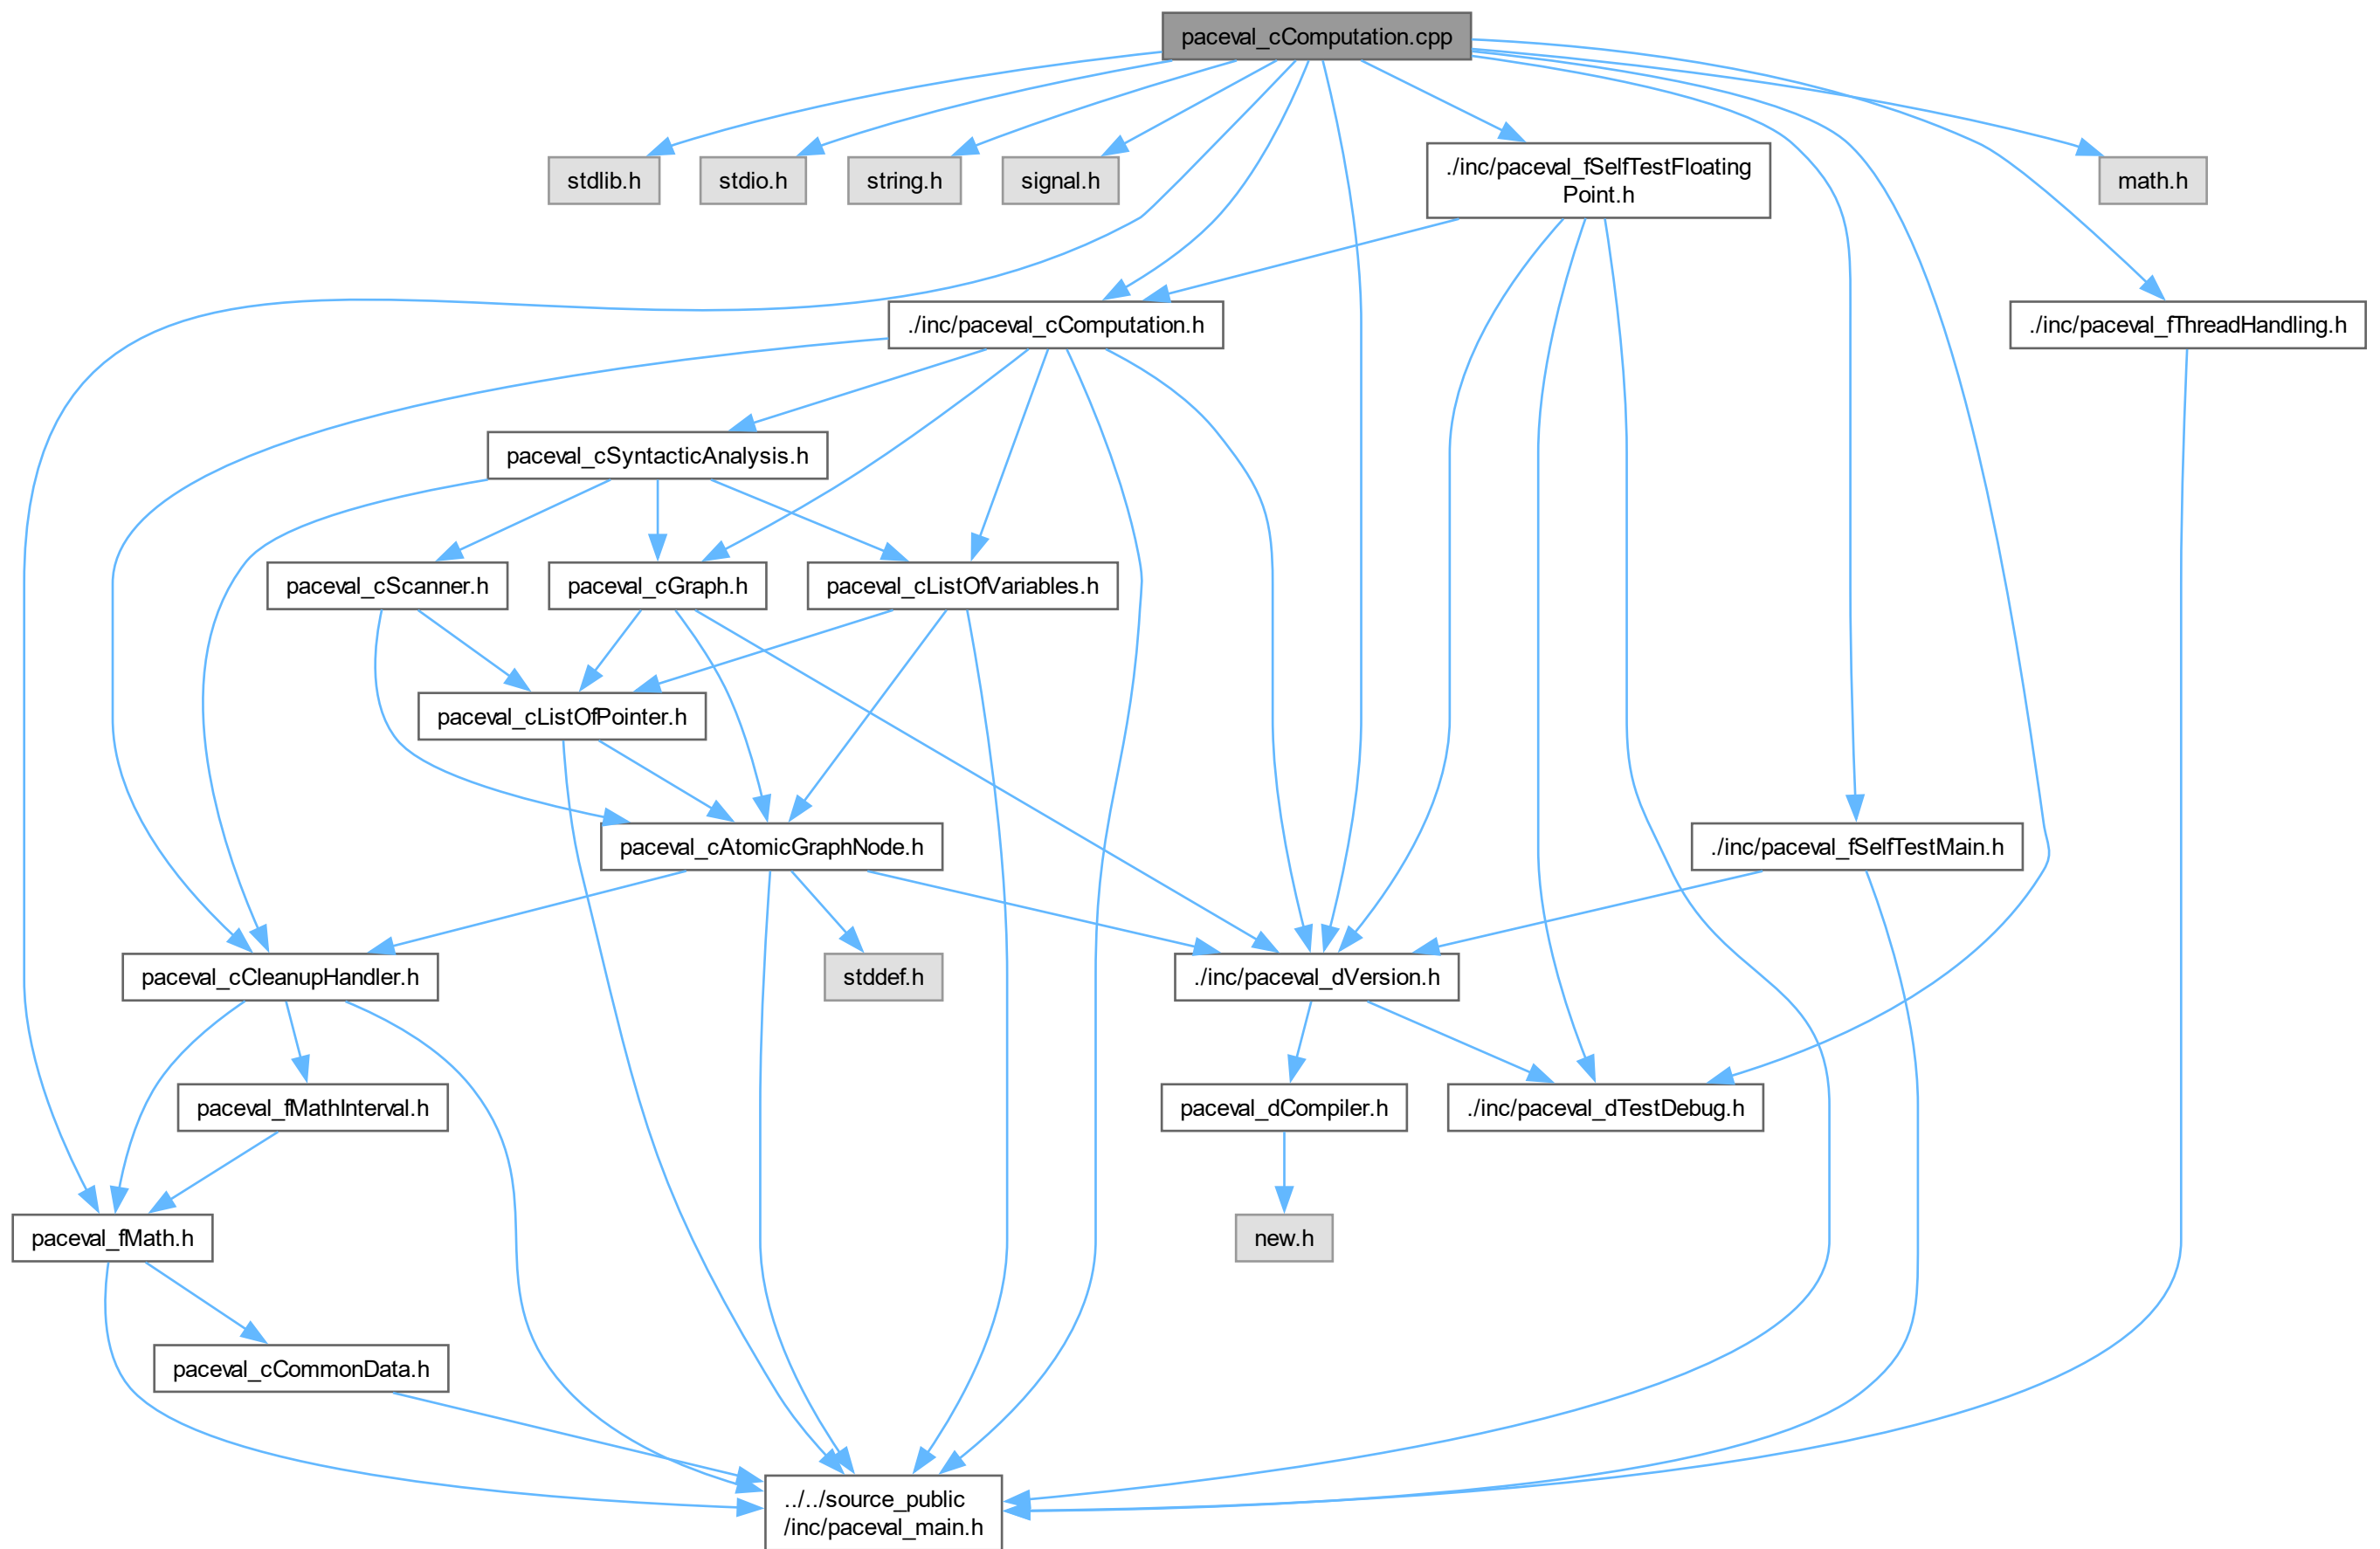 paceval_cComputation.cpp
stdlib.h
stdio.h
string.h
signal.h
./inc/paceval_fSelfTestFloating
Point.h
math.h
./inc/paceval_cComputation.h
./inc/paceval_fThreadHandling.h
paceval_cSyntacticAnalysis.h
paceval_cScanner.h
paceval_cGraph.h
paceval_cListOfVariables.h
paceval_cListOfPointer.h
paceval_cAtomicGraphNode.h
./inc/paceval_fSelfTestMain.h
paceval_cCleanupHandler.h
stddef.h
./inc/paceval_dVersion.h
paceval_fMathInterval.h
paceval_dCompiler.h
./inc/paceval_dTestDebug.h
paceval_fMath.h
new.h
paceval_cCommonData.h
../../source_public
/inc/paceval_main.h